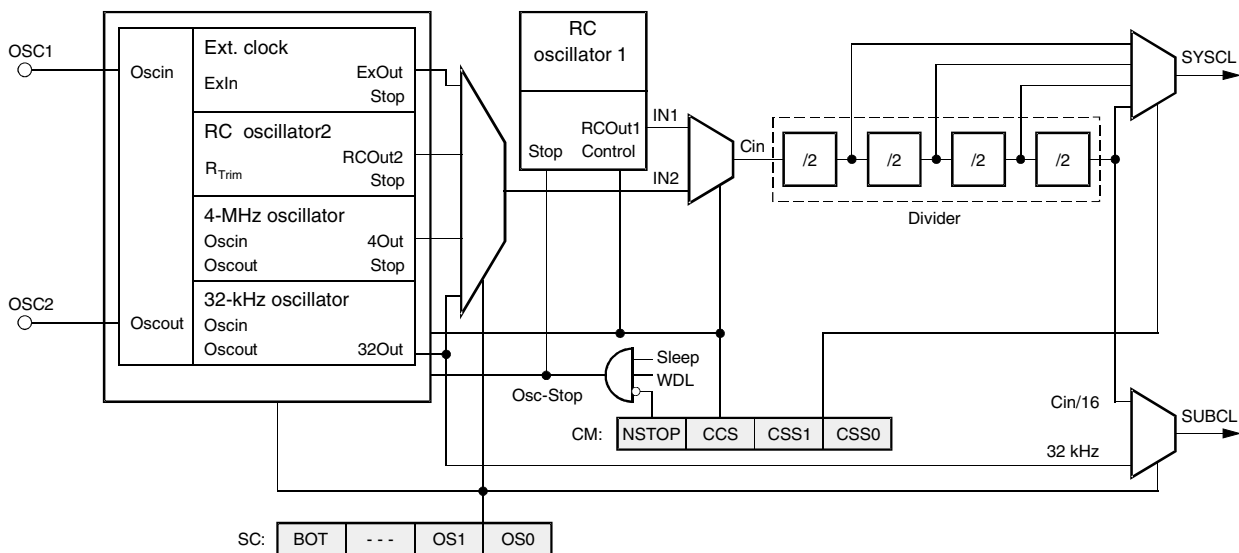 OSC1
Oscin
Ext. clock
ExIn
ExOut
Stop
RC oscillator2
RCOut2
RTrim
Stop
4-MHz oscillator
Oscin
4Out
Oscout
Stop
OSC2
Oscout
32-kHz oscillator
Oscin
Oscout
32Out
RC
oscillator 1
RCOut1
Stop
Control
IN1
IN2
Cin
/2
/2
/2
/2
Divider
SYSCL
Sleep
WDL
Osc-Stop
CM:
NSTOP
CCS
CSS1
CSS0
Cin/16
32 kHz
SUBCL
SC:
BOT
- - -
OS1
OS0